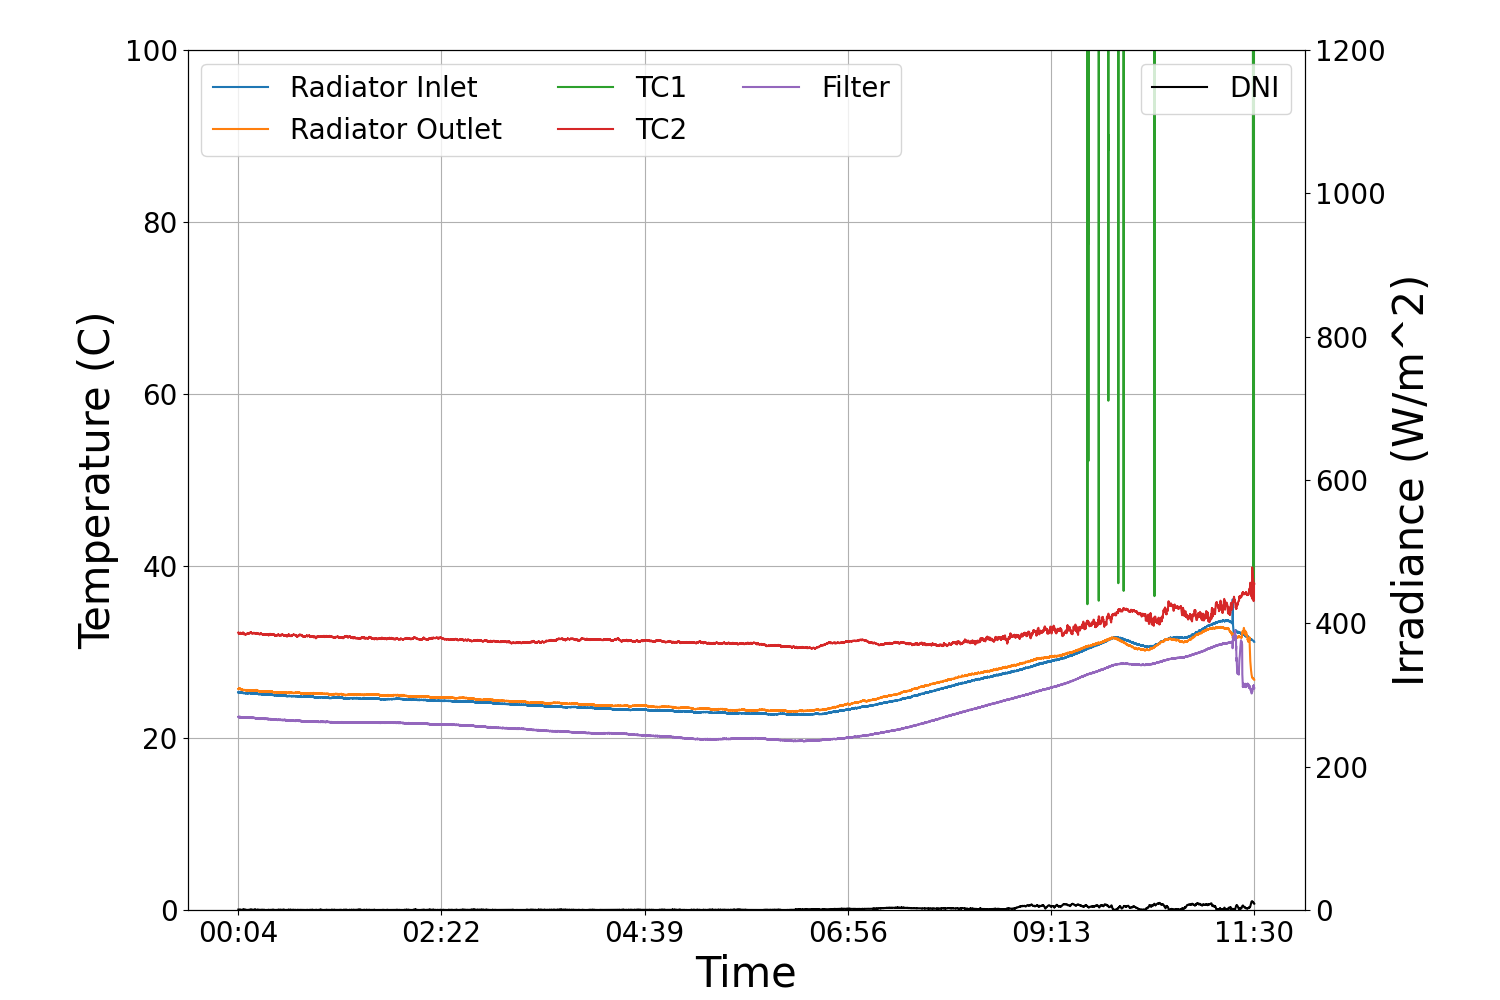 Radiator Inlet
Radiator Outlet
TC1
TC2
Filter
DNI
Temperature (C)
100
80
60
40
20
0
1200
1000
800
600
400
200
0
Irradiance (W/m^2)
00:04 02:22 04:39 06:56 09:13 11:30
Time